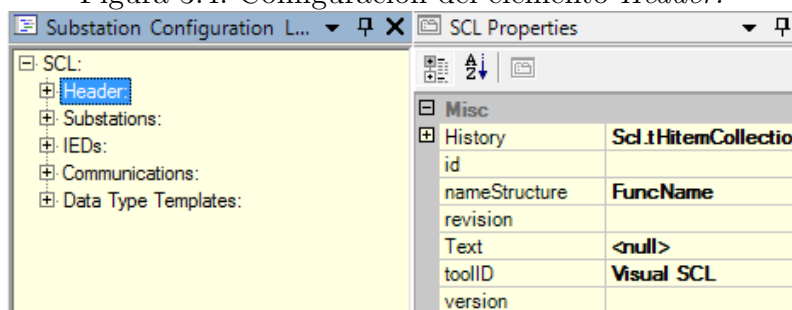 Figura 3.4: Configuración del elemento Header.
Substation Configuration L...
SCL:
Header:
Substations:
IEDs:
Communications:
Data Type Templates:
SCL Properties
Misc
History Scl.tHitemCollectio
id
nameStructure FuncName
revision
Text <null>
toolID Visual SCL
version